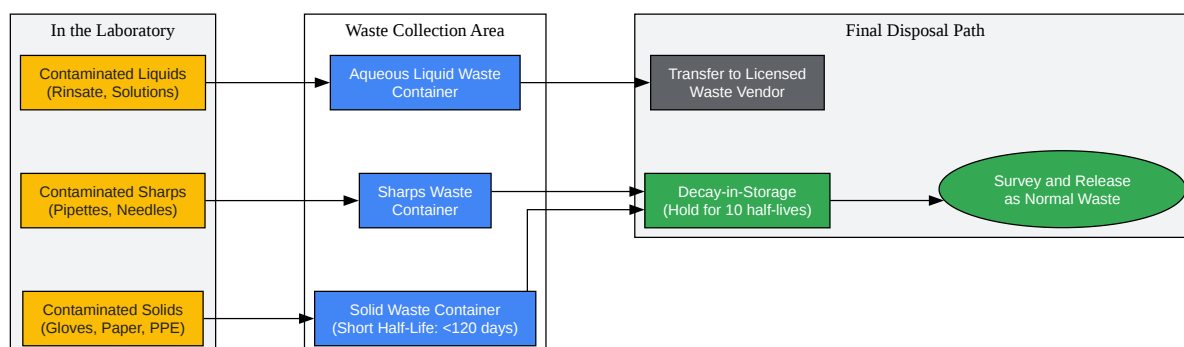 In the Laboratory
Waste Collection Area
Final Disposal Path
Contaminated Liquids
(Rinsate, Solutions)
Aqueous Liquid Waste
Container
Transfer to Licensed
Waste Vendor
Contaminated Sharps
(Pipettes, Needles)
Sharps Waste
Container
Decay-in-Storage
(Hold for 10 half-lives)
Survey and Release
as Normal Waste
Contaminated Solids
(Gloves, Paper, PPE)
Solid Waste Container
(Short Half-Life: <120 days)